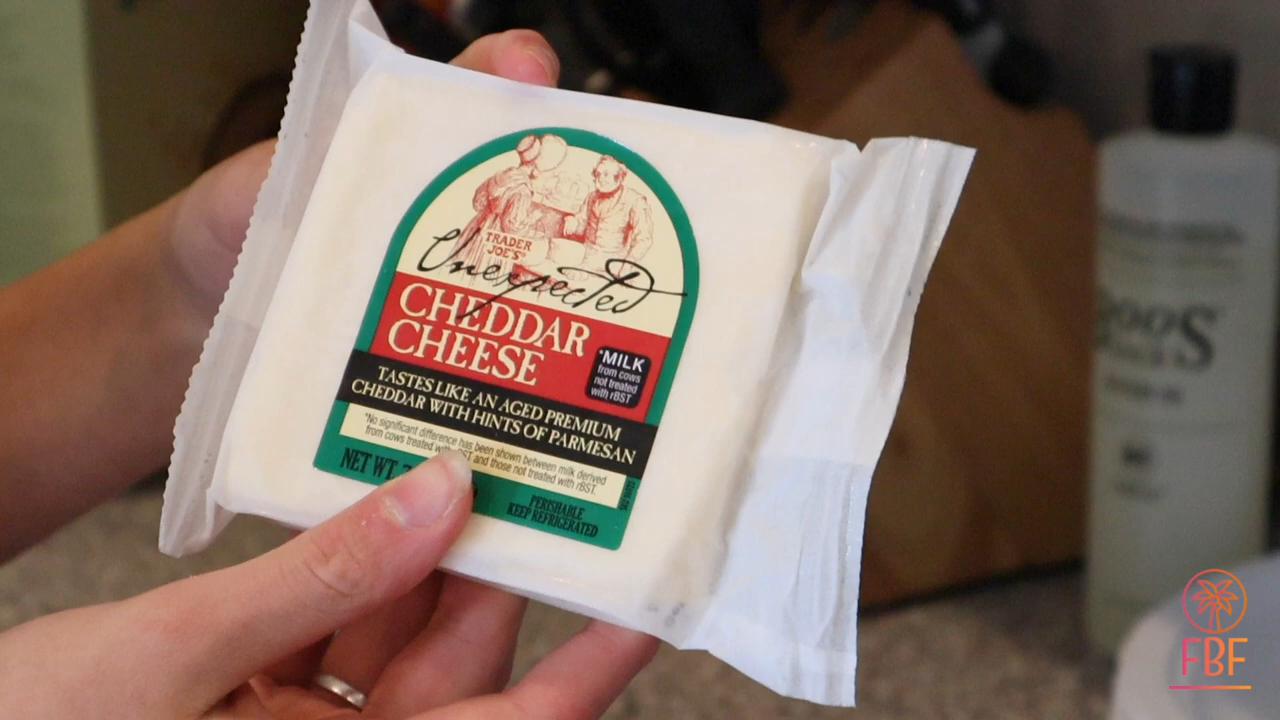 TRADER
JOE'S®
Unexpected
CHEDDAR
CHEESE
*MILK
from cows
not treated
with rBST
TASTES LIKE AN AGED PREMIUM
CHEDDAR WITH HINTS OF PARMESAN
*No significant difference has been shown between milk derived
from cows treated and those not treated with rBST.
NET WT.
PERISHABLE
KEEP REFRIGERATED
FBF